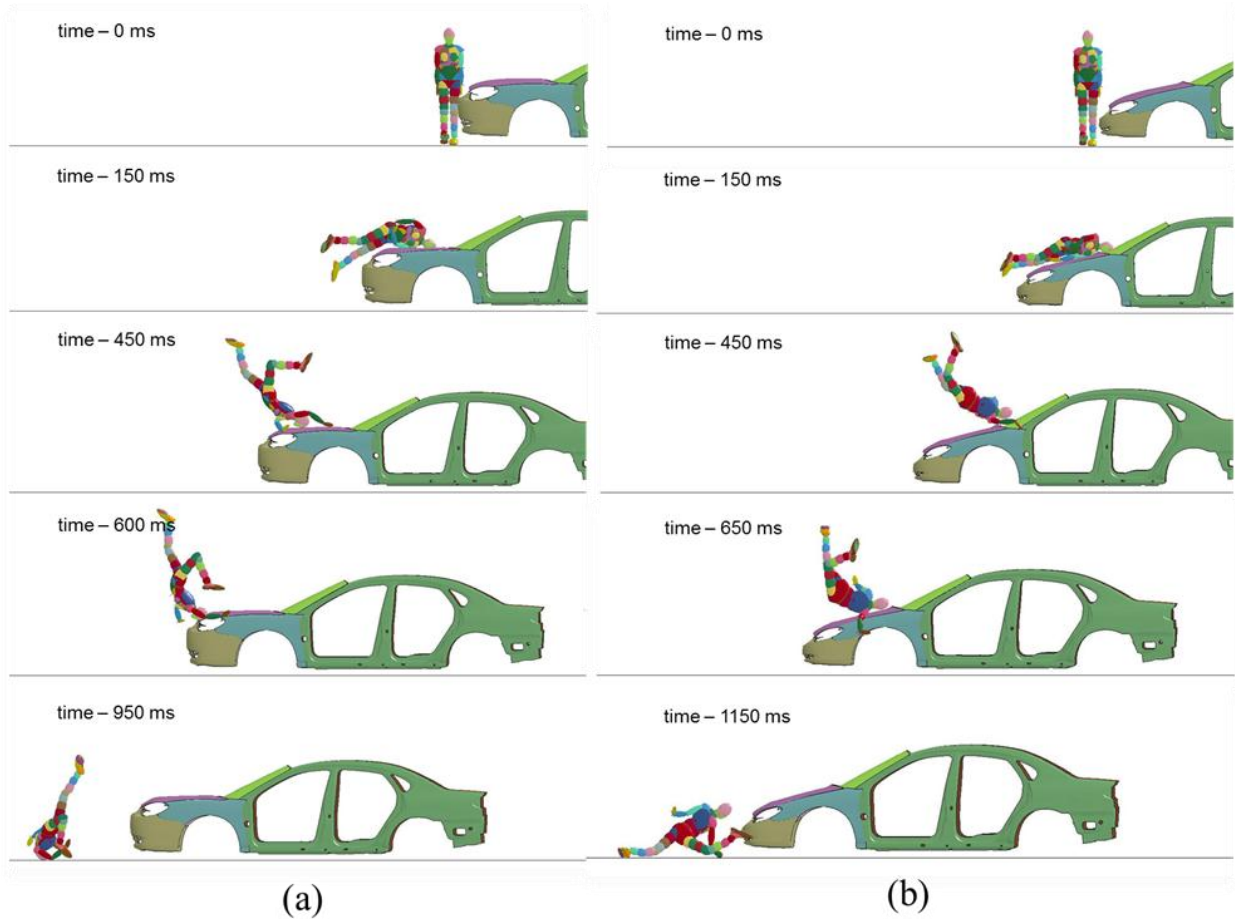 time – 0 ms
time – 0 ms
time – 150 ms
time – 150 ms
time – 450 ms
time – 450 ms
time – 600 ms
time – 650 ms
time – 950 ms
time – 1150 ms
(a)
(b)